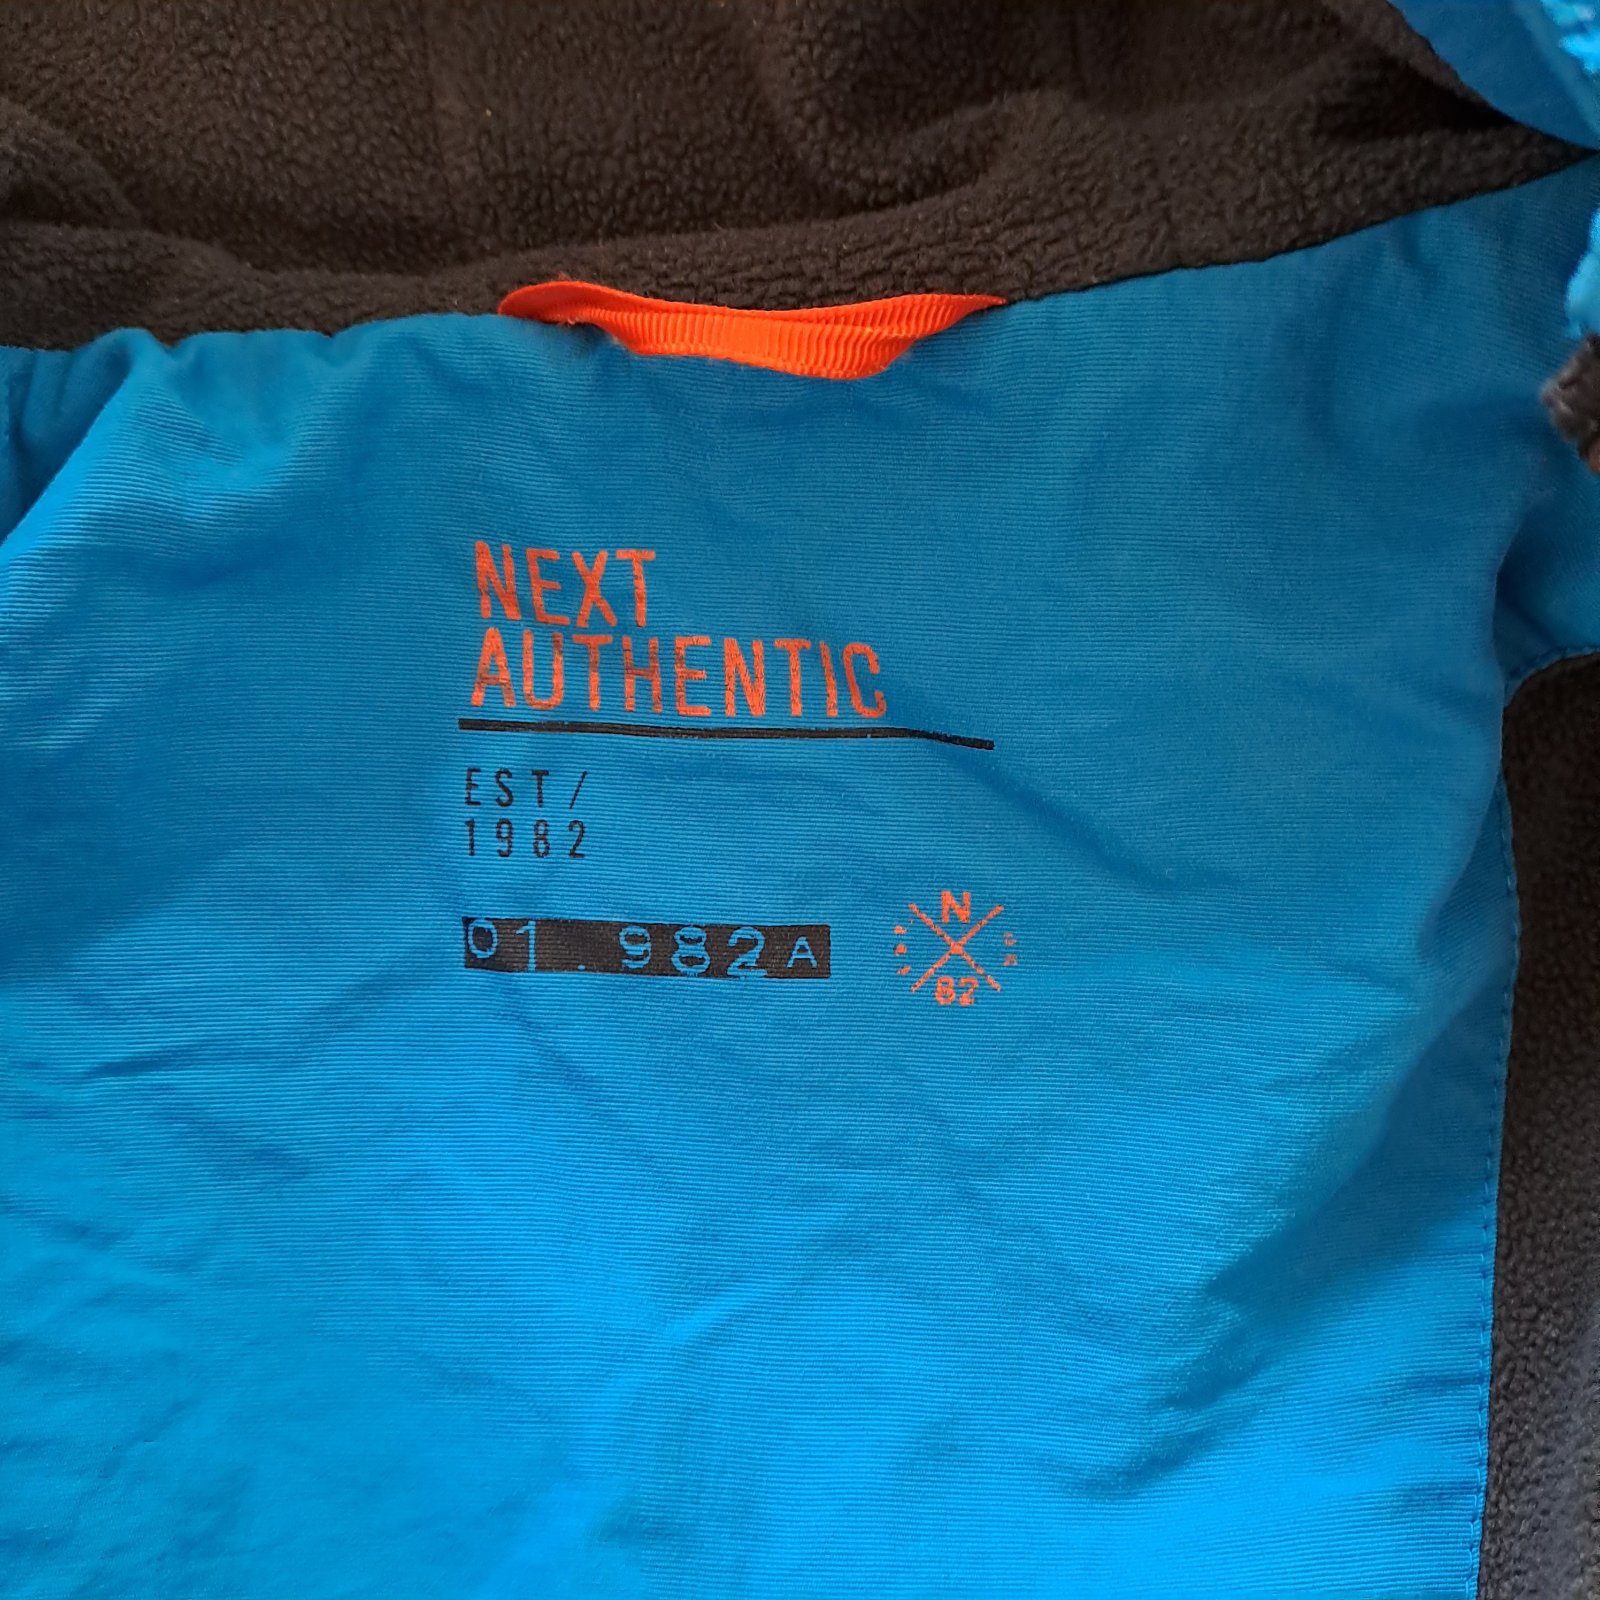 NEXT
AUTHENTIC
EST/
1982
01.982A
N
82